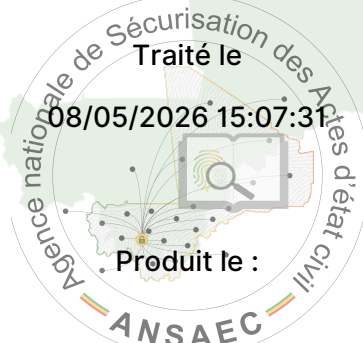 Agence nationale de Sécurisation des Actes d'état civil
Traité le
08/05/2026 15:07:31
Produit le :
ANSAEC